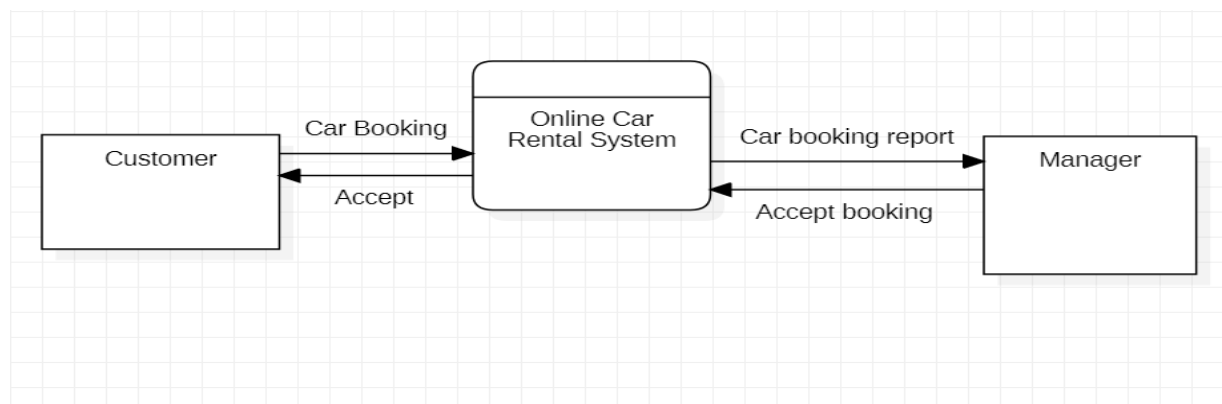 Customer
Car Booking
Accept
Online Car
Rental System
Car booking report
Accept booking
Manager